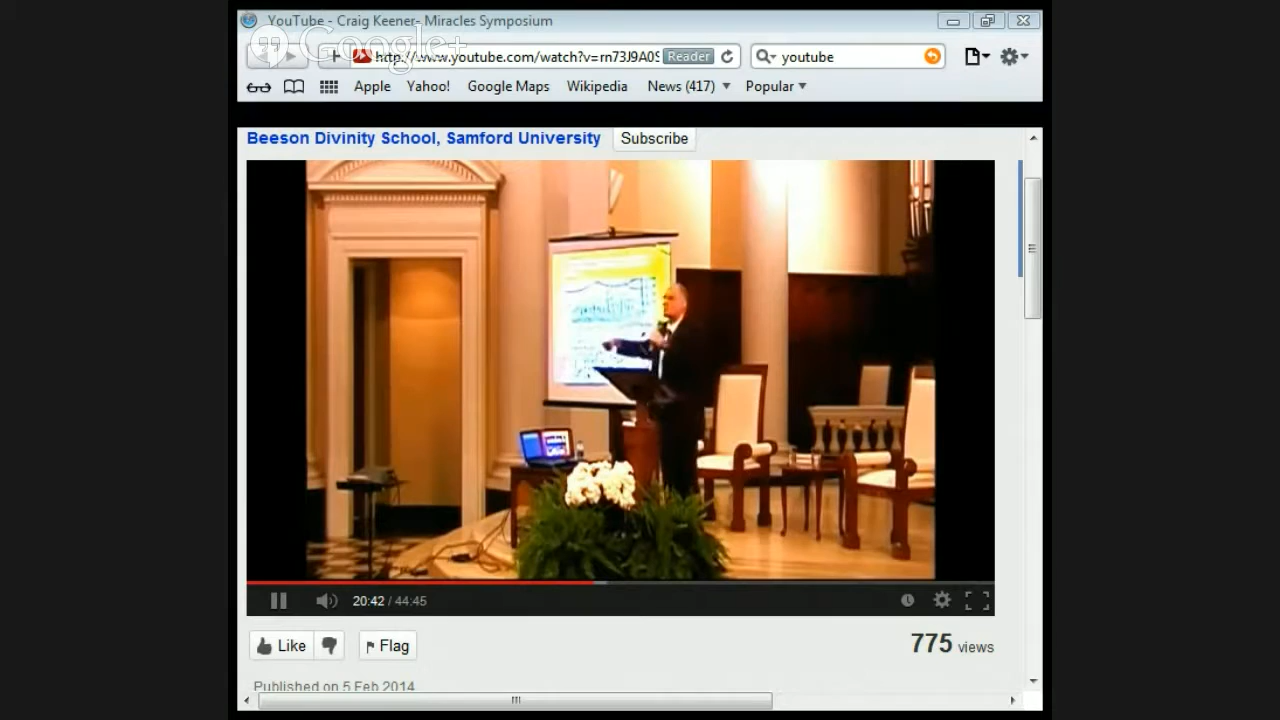 YouTube - Craig Keener- Miracles Symposium
Google+
http://www.youtube.com/watch?v=rn73J9A0S Reader youtube
Apple Yahoo! Google Maps Wikipedia News (417) Popular
Beeson Divinity School, Samford University Subscribe
20:42 / 44:45
Like Flag 775 views
Published on 5 Feb 2014